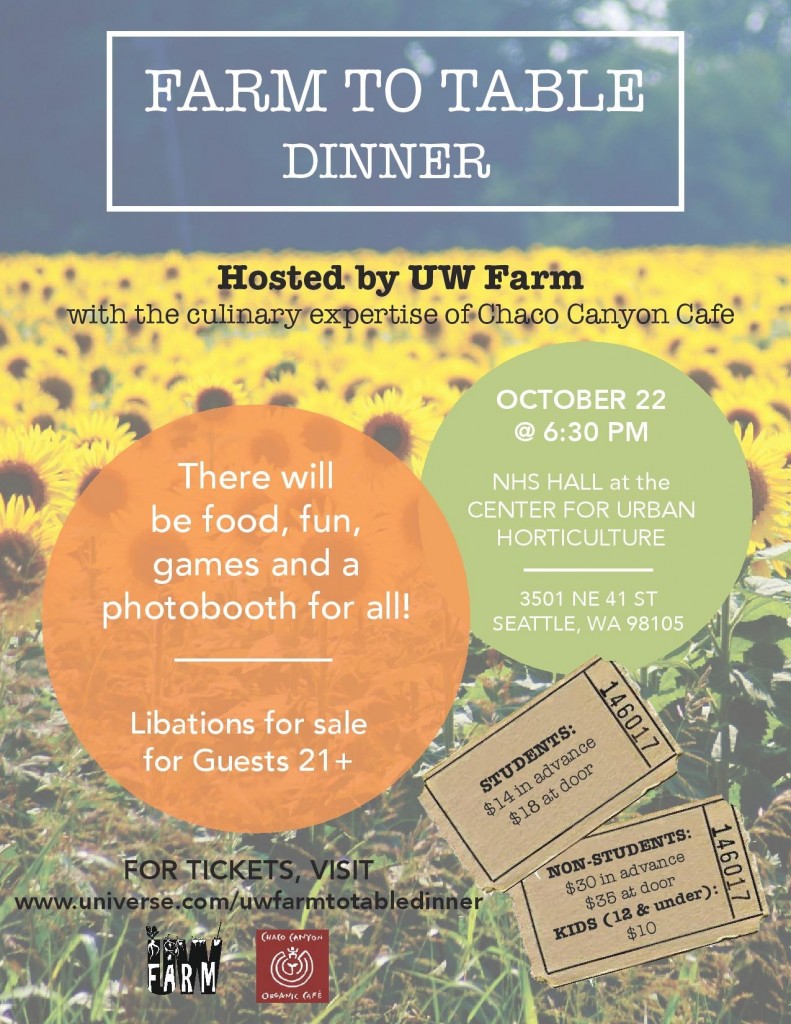 FARM TO TABLE
DINNER
Hosted by UW Farm
with the culinary expertise of Chaco Canyon Cafe
OCTOBER 22
@ 6:30 PM
NHS HALL at the
CENTER FOR URBAN
HORTICULTURE
3501 NE 41 ST
SEATTLE, WA 98105
There will
be food, fun,
games and a
photobooth for all!
Libations for sale
for Guests 21+
146017
STUDENTS:
$14 in advance
$18 at door
146017
NON-STUDENTS:
$30 in advance
$35 at door
KIDS (12 & under):
$10
FOR TICKETS, VISIT
www.universe.com/uwfarmtotabledinner
UW
FARM
CHACO CANYON
ORGANIC CAFÉ